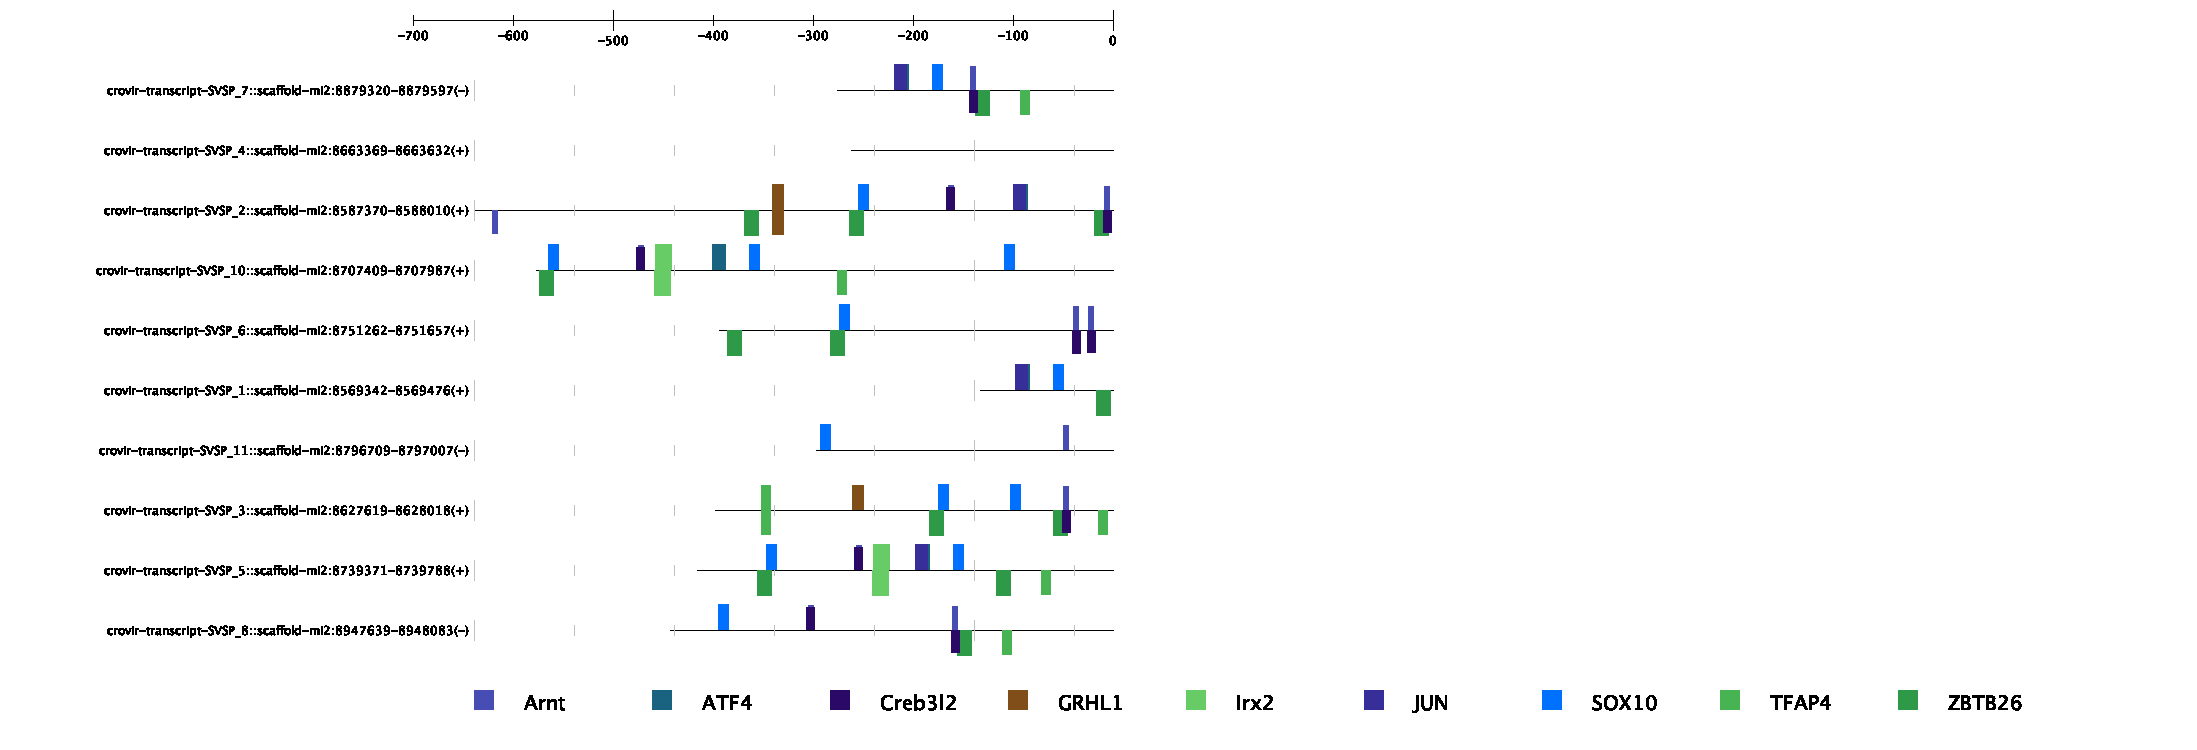 -700 -600 -500 -400 -300 -200 -100 0
crovir-transcript-SVSP_7::scaffold-mi2:8879320-8879597(-)
crovir-transcript-SVSP_4::scaffold-mi2:8663369-8663632(+)
crovir-transcript-SVSP_2::scaffold-mi2:8587370-8588010(+)
crovir-transcript-SVSP_10::scaffold-mi2:8707409-8707987(+)
crovir-transcript-SVSP_6::scaffold-mi2:8751262-8751657(+)
crovir-transcript-SVSP_1::scaffold-mi2:8569342-8569476(+)
crovir-transcript-SVSP_11::scaffold-mi2:8796709-8797007(-)
crovir-transcript-SVSP_3::scaffold-mi2:8627619-8628018(+)
crovir-transcript-SVSP_5::scaffold-mi2:8739371-8739788(+)
crovir-transcript-SVSP_8::scaffold-mi2:8947639-8948083(-)
Arnt ATF4 Creb3l2 GRHL1 Irx2 JUN SOX10 TFAP4 ZBTB26